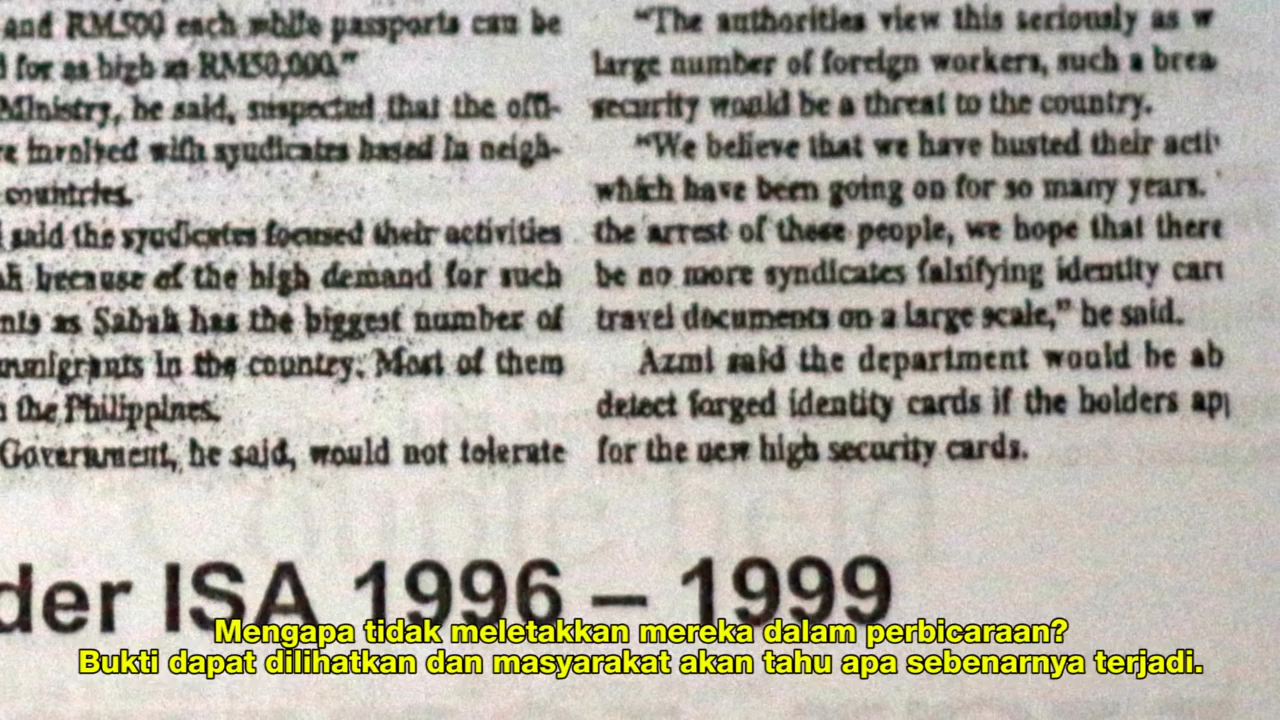 and RM500 each while passports can be
for as high as RM50,000."
Ministry, he said, suspected that the offi-
involved with syndicates based in neigh-
countries.
said the syndicates focused their activities
because of the high demand for such
as Sabah has the biggest number of
in the country. Most of them
the Philippines.
Government, he said, would not tolerate
"The authorities view this seriously as w
large number of foreign workers, such a brea
security would be a threat to the country.
"We believe that we have busted their acti
which have been going on for so many years.
the arrest of these people, we hope that there
be no more syndicates falsifying identity car
travel documents on a large scale," he said.
Azmi said the department would be ab
detect forged identity cards if the holders ap
for the new high security cards.
der ISA 1996 – 1999
Mengapa tidak meletakkan mereka dalam perbicaraan?
Bukti dapat dilihatkan dan masyarakat akan tahu apa sebenarnya terjadi.